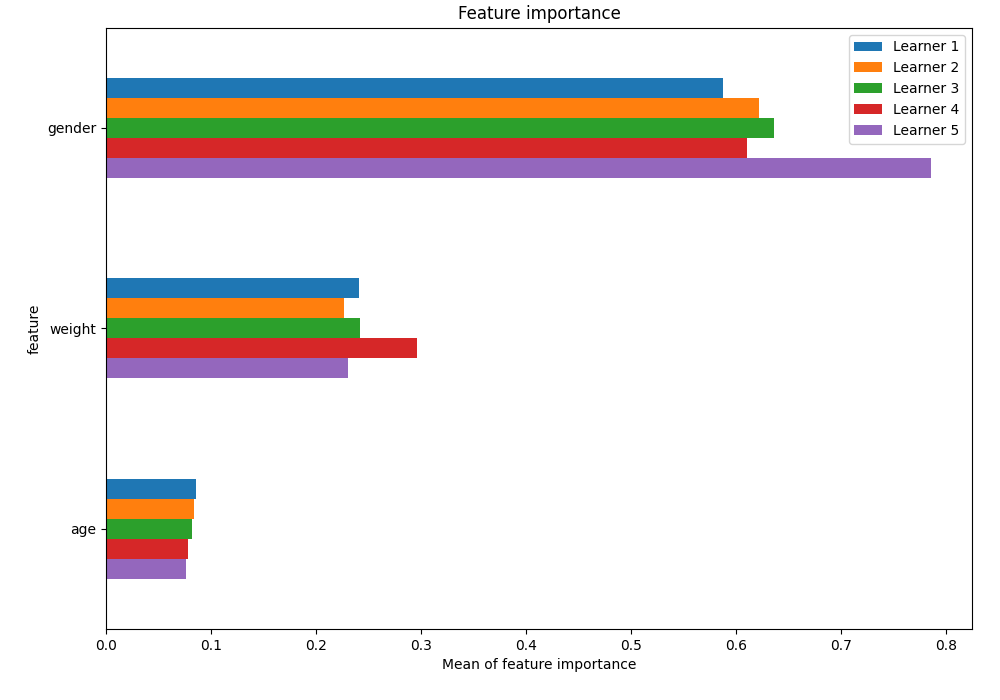 Feature importance
Learner 1
Learner 2
Learner 3
Learner 4
Learner 5
gender
weight
age
feature
0.0 0.1 0.2 0.3 0.4 0.5 0.6 0.7 0.8
Mean of feature importance